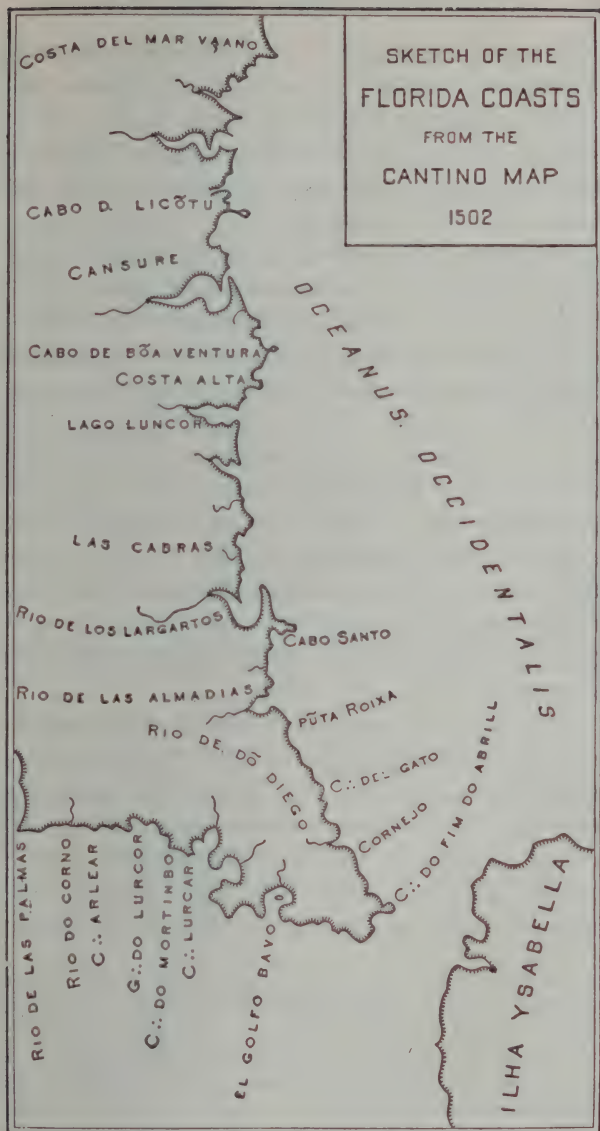 SKETCH OF THE
FLORIDA COASTS
FROM THE
CANTINO MAP
1502
COSTA DEL MAR VAANO
CABO D. LICÕTU
CANSURE
CABO DE BÕA VENTURA
COSTA ALTA
LAGO LUNCOR
LAS CABRAS
RIO DE LOS LARGARTOS
CABO SANTO
RIO DE LAS ALMADIAS
PŨTA ROIXA
RIO DE DÕ DIEGO
C∴ DEL GATO
CORNEJO
C∴ DO FIM DO ABRILL
OCEANUS. OCCIDENTALIS
RIO DE LAS PALMAS
RIO DO CORNO
C∴ ARLEAR
G∴ DO LURCOR
C∴ DO MORTINBO
C∴ LURCAR
EL GOLFO BAVO
ILHA YSABELLA